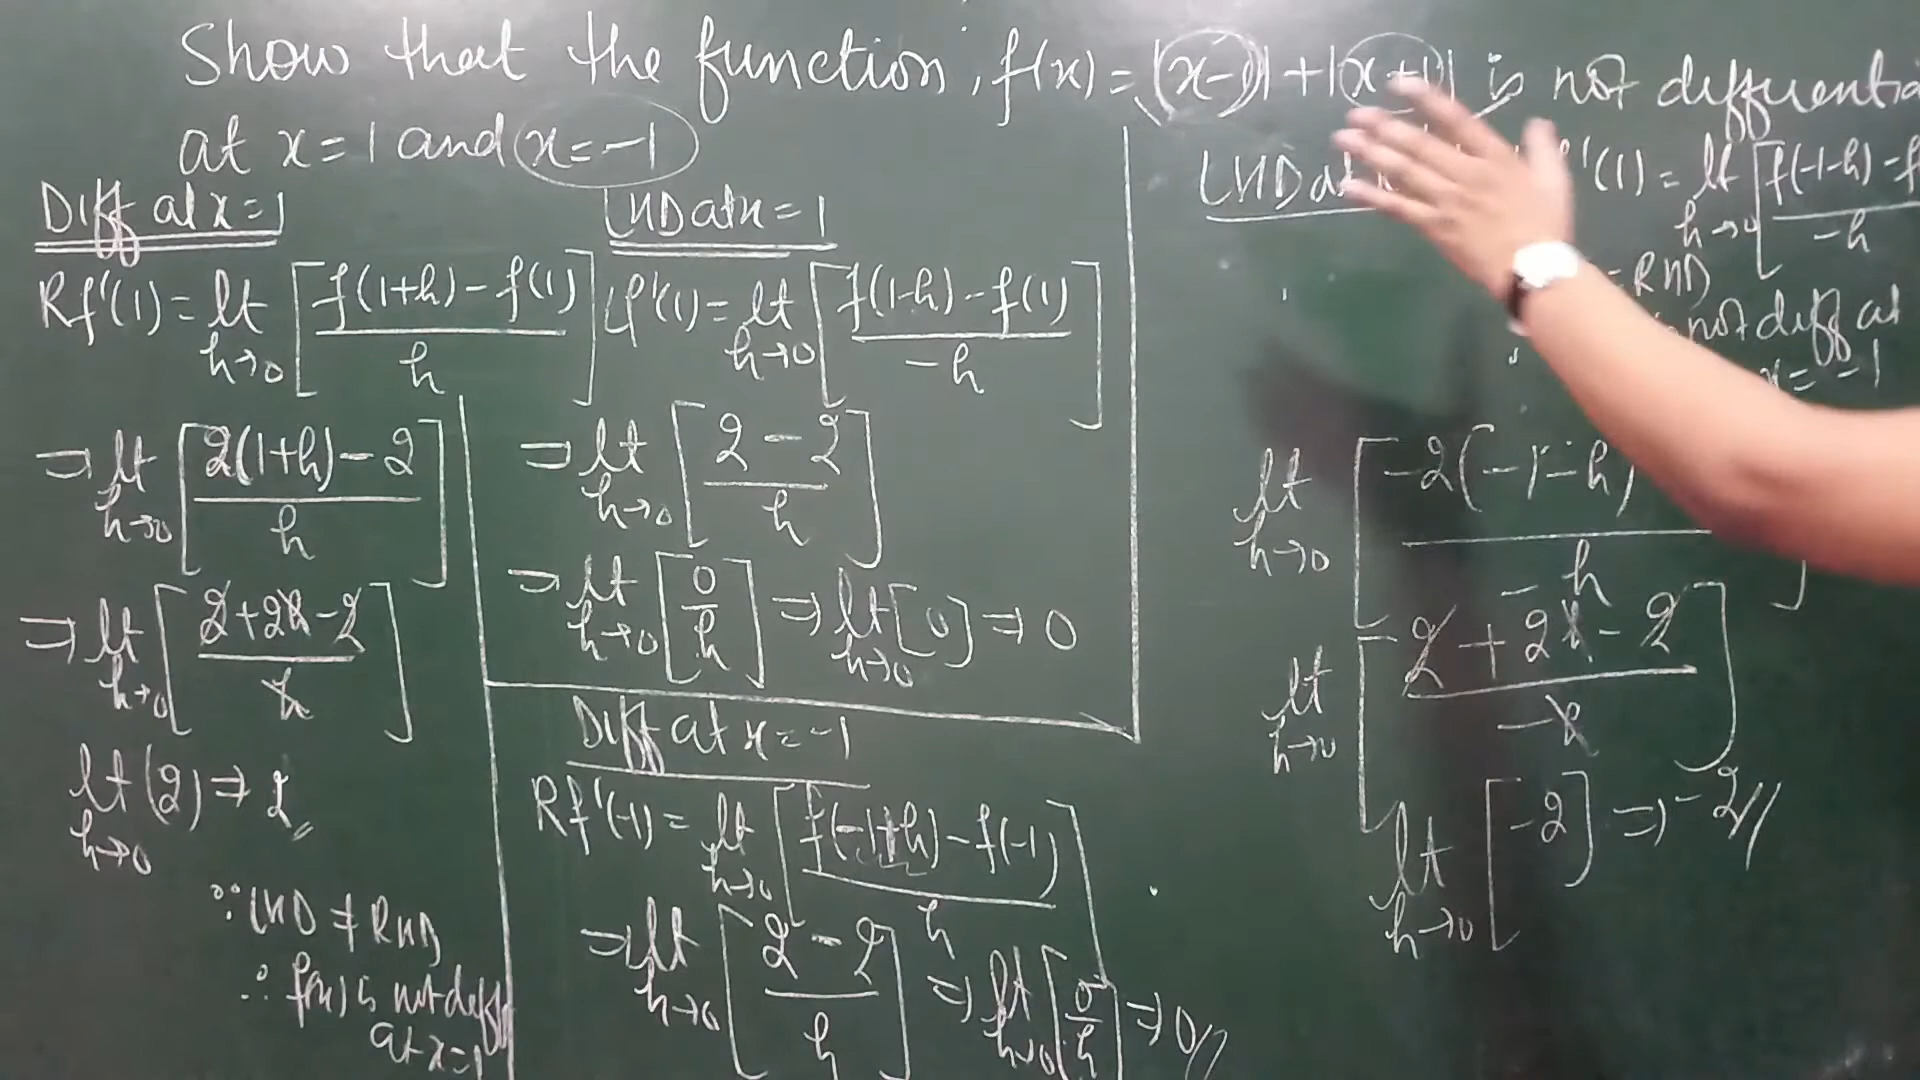 Show that the function, f(x) = |x-1| + |x+1| is not differentia
at x=1 and x=-1
Diff at x=1
Rf'(1) = lt h→0 [f(1+h) - f(1) / h]
⇒ lt h→0 [2(1+h) - 2 / h]
⇒ lt h→0 [2+2h-2 / h]
lt h→0 (2) ⇒ 2
∵ LHD ≠ RHD
∴ f(x) is not diff
at x=1
LHD at x = 1
Lf'(1) = lt h→0 [f(1-h) - f(1) / -h]
⇒ lt h→0 [2 - 2 / h]
⇒ lt h→0 [0 / h] ⇒ lt h→0 [0] ⇒ 0
Diff at x = -1
Rf'(-1) = lt h→0 [f(-1+h) - f(-1) / h]
⇒ lt h→0 [2 - 2 / h] ⇒ lt h→0 [0 / h] ⇒ 0
LHD at
'(1) = lt h→0 [f(-1-h) - f / -h]
= RHD
not diff at
x = -1
lt h→0 [-2(-1-h) / -h]
lt h→0 [2 + 2h - 2 / -h]
lt h→0 [-2] ⇒ -2